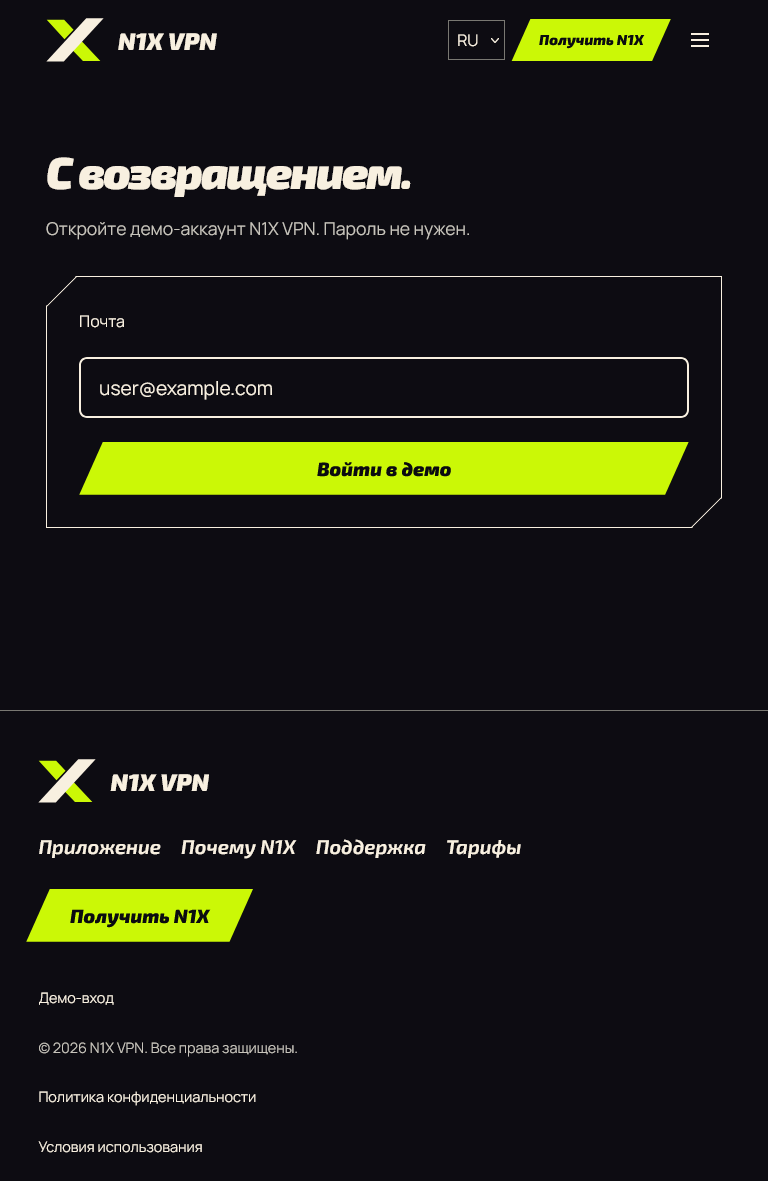 N1X VPN
RU
Получить N1X
С возвращением.
Откройте демо-аккаунт N1X VPN. Пароль не нужен.
Почта
user@example.com
Войти в демо
N1X VPN
Приложение Почему N1X Поддержка Тарифы
Получить N1X
Демо-вход
© 2026 N1X VPN. Все права защищены.
Политика конфиденциальности
Условия использования